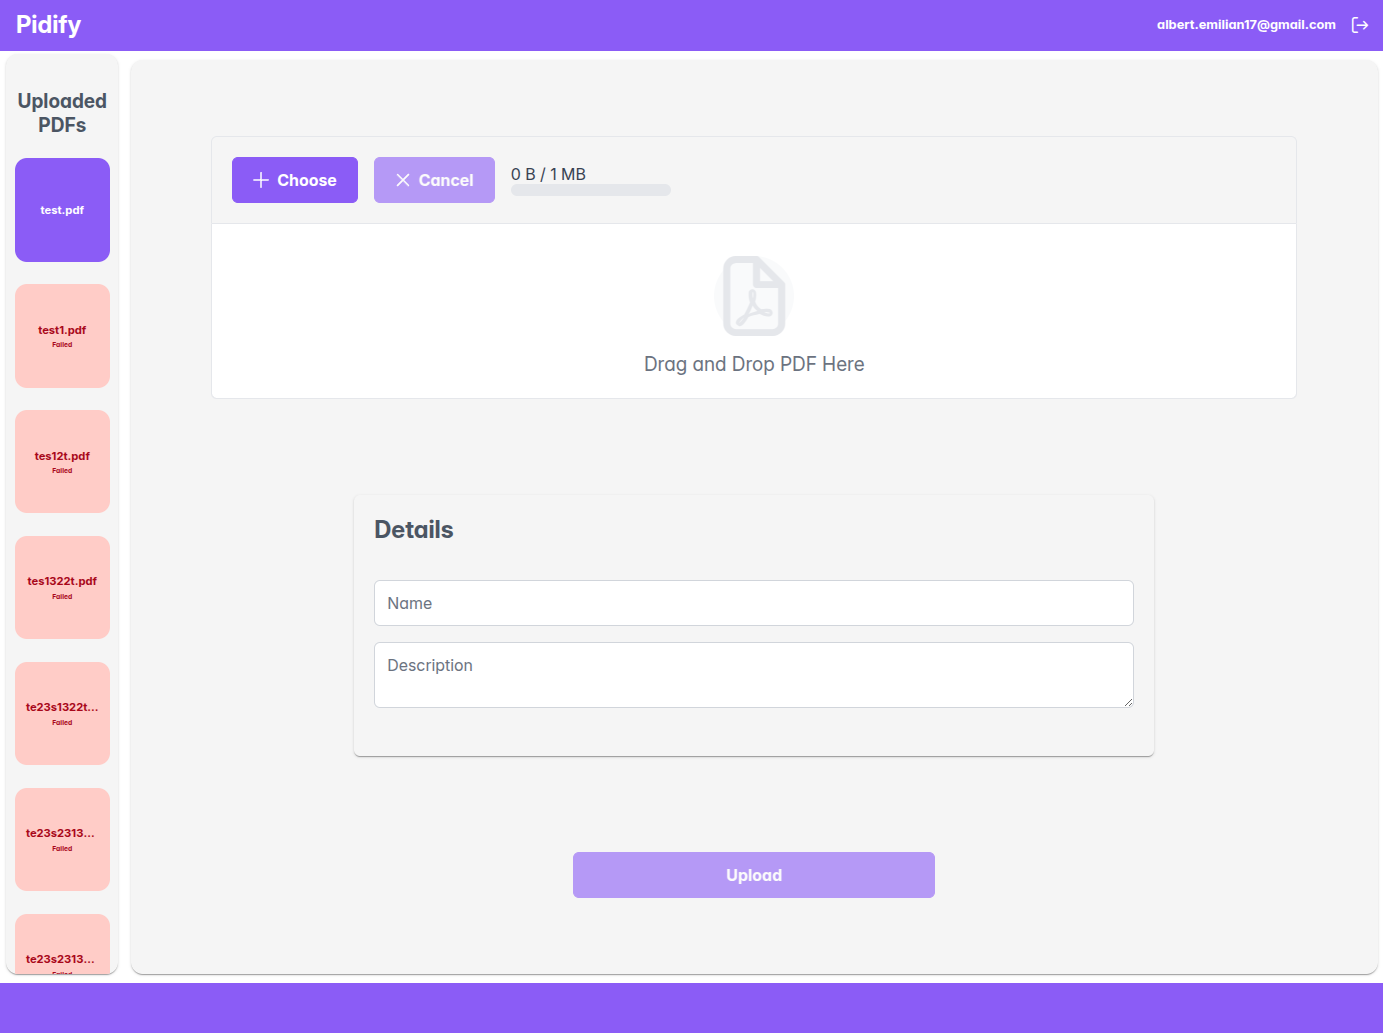 Pidify
albert.emilian17@gmail.com
Uploaded
PDFs
test.pdf
test1.pdf
Failed
tes12t.pdf
Failed
tes1322t.pdf
Failed
te23s1322t...
Failed
te23s2313...
Failed
te23s2313...
Failed
Choose
Cancel
0 B / 1 MB
Drag and Drop PDF Here
Details
Name
Description
Upload